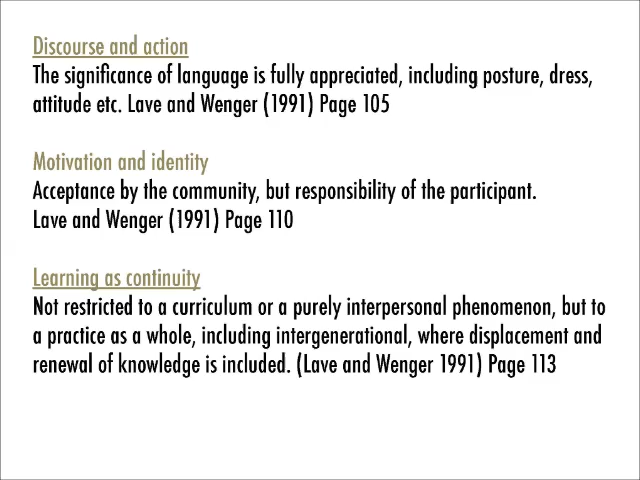 Discourse and action
The significance of language is fully appreciated, including posture, dress,
attitude etc. Lave and Wenger (1991) Page 105
Motivation and identity
Acceptance by the community, but responsibility of the participant.
Lave and Wenger (1991) Page 110
Learning as continuity
Not restricted to a curriculum or a purely interpersonal phenomenon, but to
a practice as a whole, including intergenerational, where displacement and
renewal of knowledge is included. (Lave and Wenger 1991) Page 113